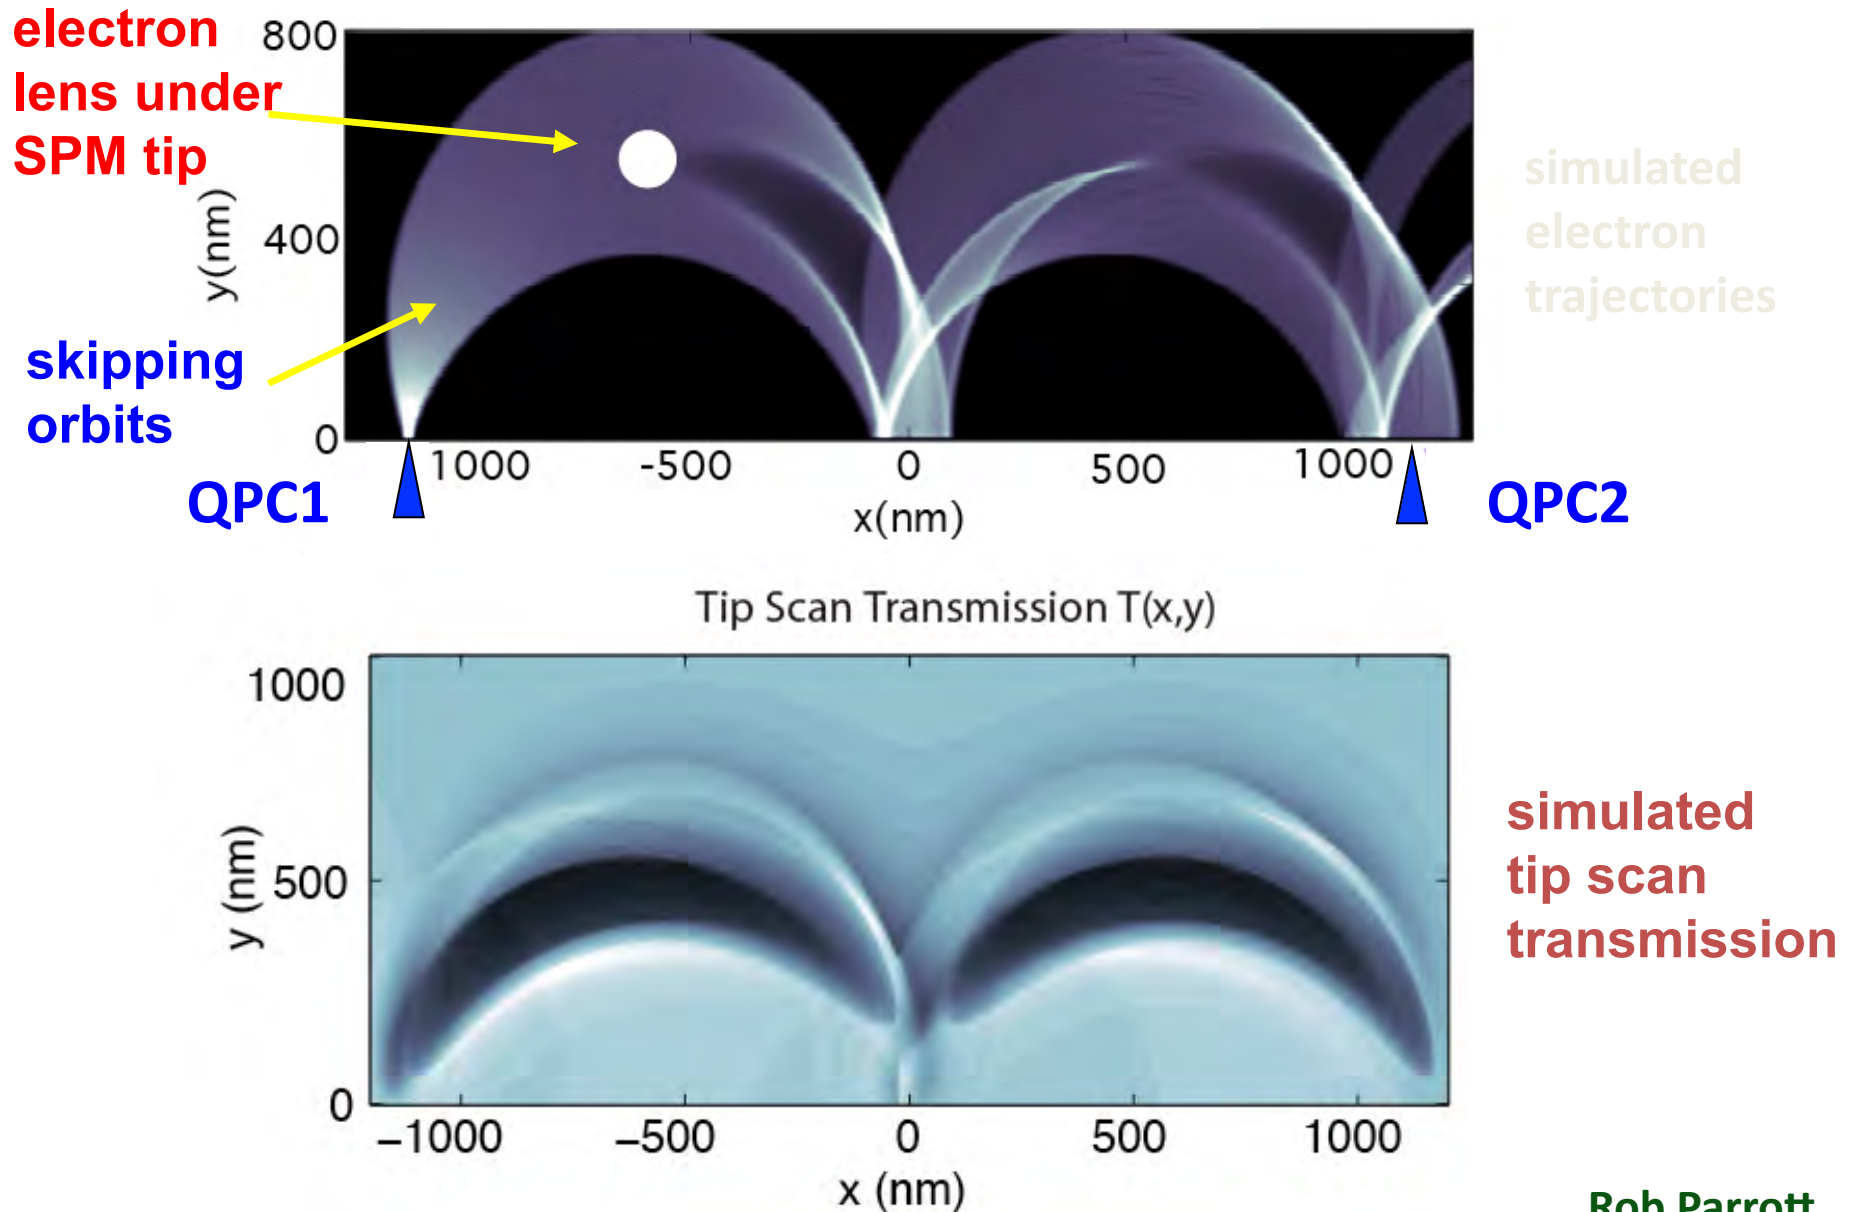 electron
lens under
SPM tip
skipping
orbits
800
400
0
y(nm)
1000 -500 0 500 1000
x(nm)
QPC1
QPC2
simulated
electron
trajectories
Tip Scan Transmission T(x,y)
1000
500
0
y (nm)
−1000 −500 0 500 1000
x (nm)
simulated
tip scan
transmission
Rob Parrott